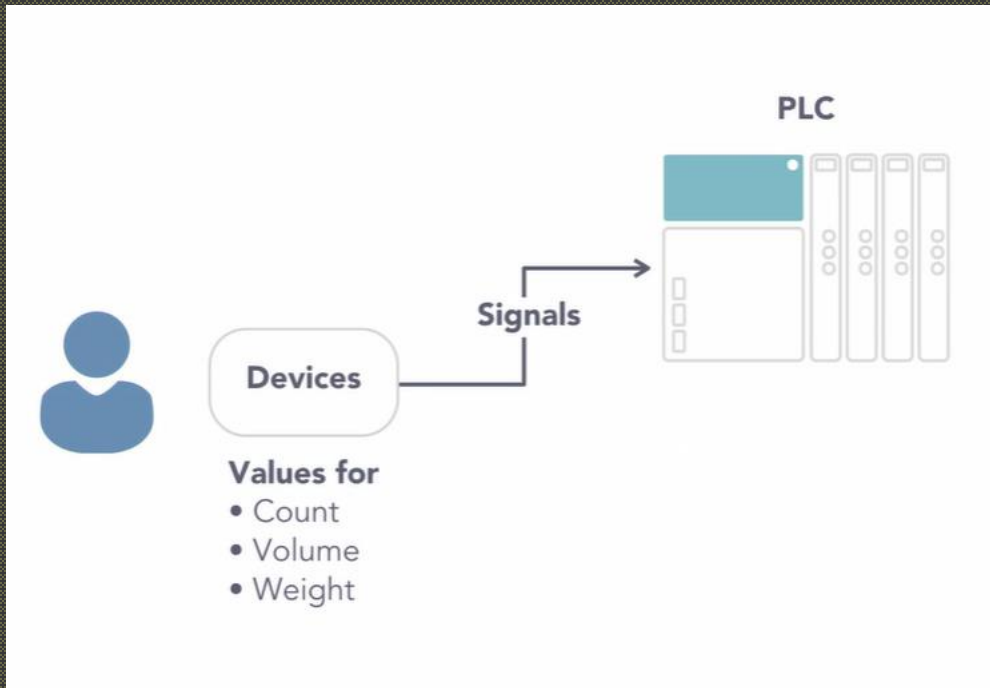 PLC
Signals
Devices
Values for
• Count
• Volume
• Weight